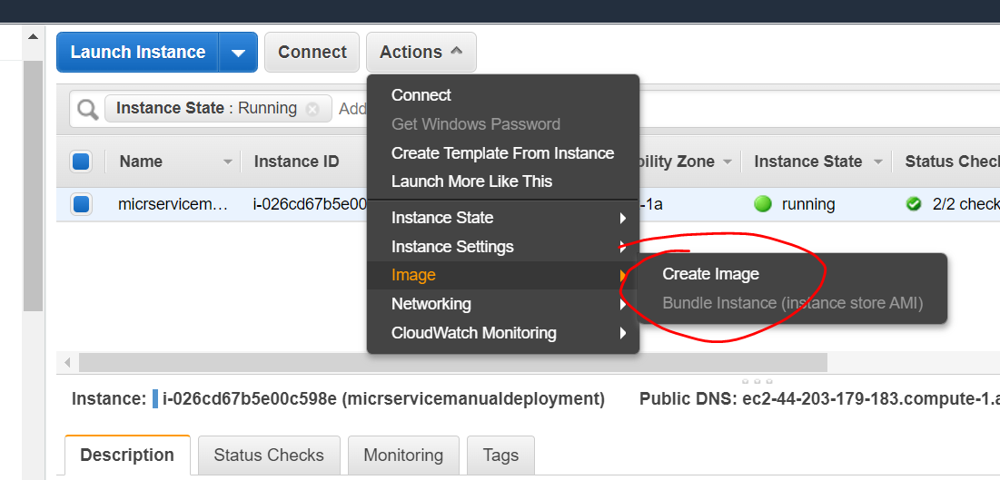 Launch Instance Connect Actions
Instance State : Running Add
Connect
Get Windows Password
Create Template From Instance
Launch More Like This
Instance State
Instance Settings
Image
Networking
CloudWatch Monitoring
Create Image
Bundle Instance (instance store AMI)
Name Instance ID Zone Instance State Status
micrservicem… i-026cd67b5e00 -1a running 2/2
Instance: i-026cd67b5e00c598e (micrservicemanualdeployment) Public DNS: ec2-44-203-179-183.compute-1.a
Description Status Checks Monitoring Tags